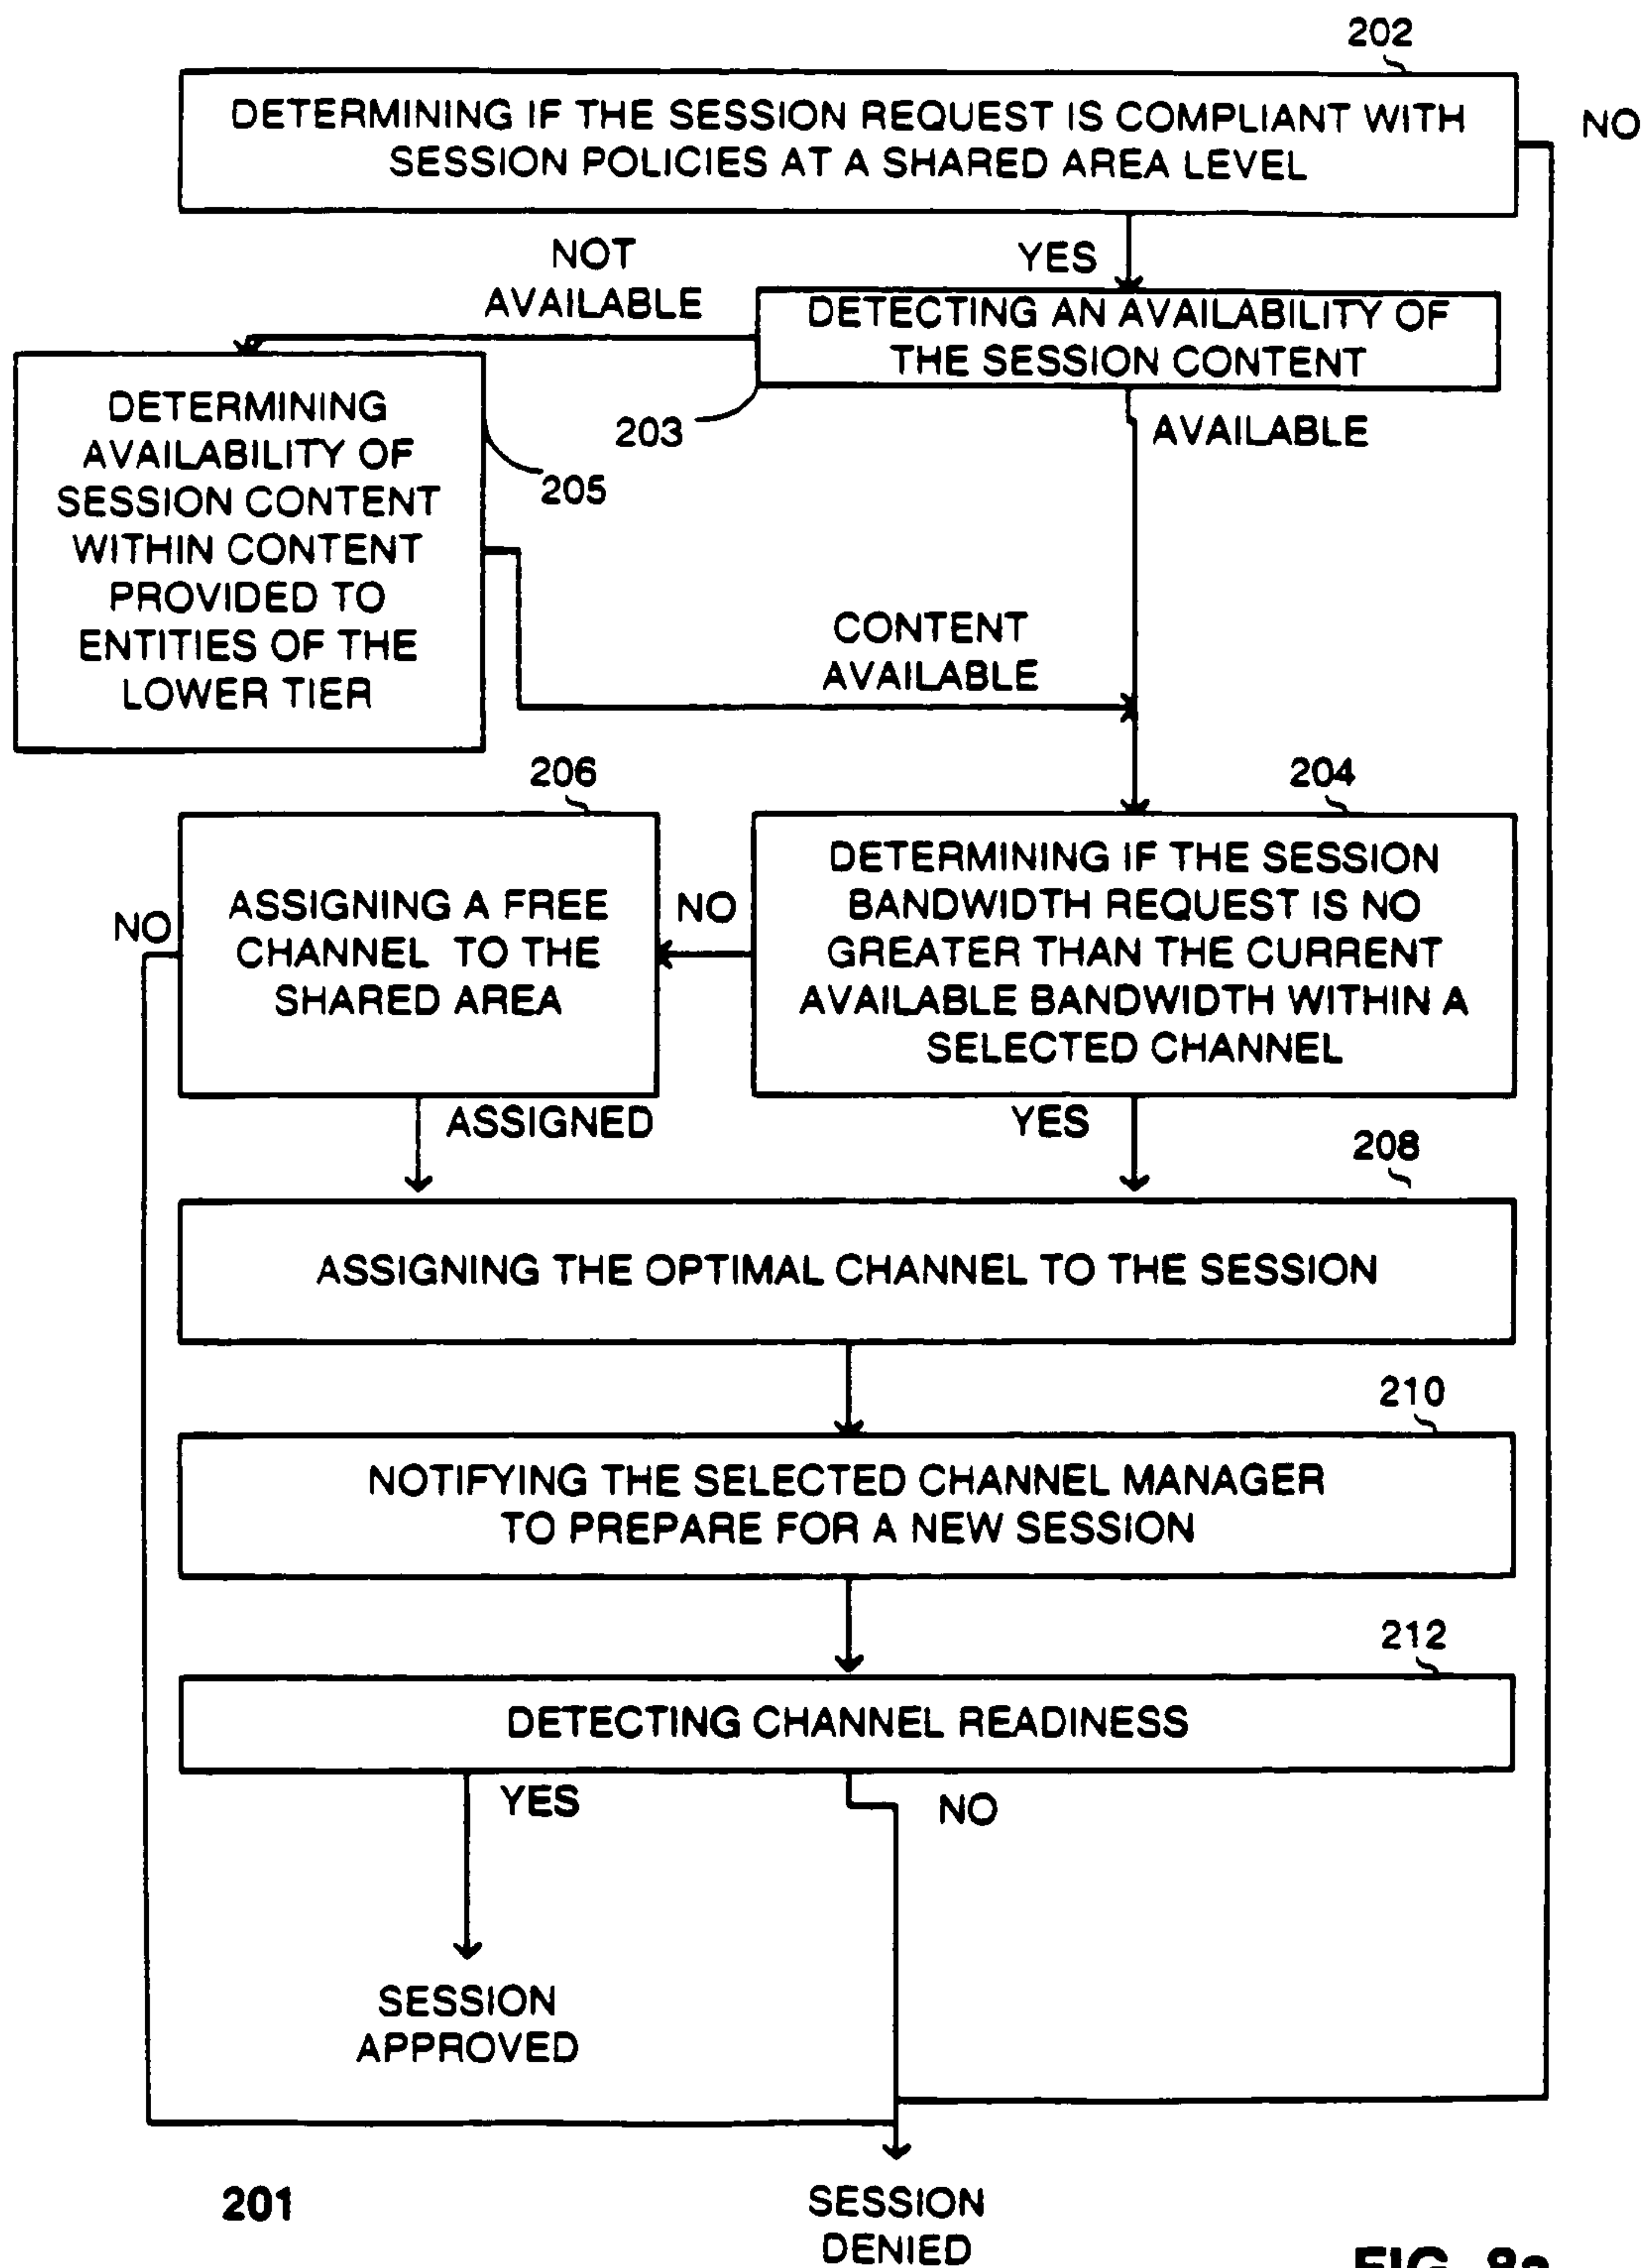 202
DETERMINING IF THE SESSION REQUEST IS COMPLIANT WITH
SESSION POLICIES AT A SHARED AREA LEVEL
NO
NOT
AVAILABLE
YES
DETECTING AN AVAILABILITY OF
THE SESSION CONTENT
203
AVAILABLE
DETERMINING
AVAILABILITY OF
SESSION CONTENT
WITHIN CONTENT
PROVIDED TO
ENTITIES OF THE
LOWER TIER
205
CONTENT
AVAILABLE
206
204
NO
ASSIGNING A FREE
CHANNEL TO THE
SHARED AREA
NO
DETERMINING IF THE SESSION
BANDWIDTH REQUEST IS NO
GREATER THAN THE CURRENT
AVAILABLE BANDWIDTH WITHIN A
SELECTED CHANNEL
ASSIGNED
YES
208
ASSIGNING THE OPTIMAL CHANNEL TO THE SESSION
210
NOTIFYING THE SELECTED CHANNEL MANAGER
TO PREPARE FOR A NEW SESSION
212
DETECTING CHANNEL READINESS
YES
NO
SESSION
APPROVED
201
SESSION
DENIED
FIG. 8a